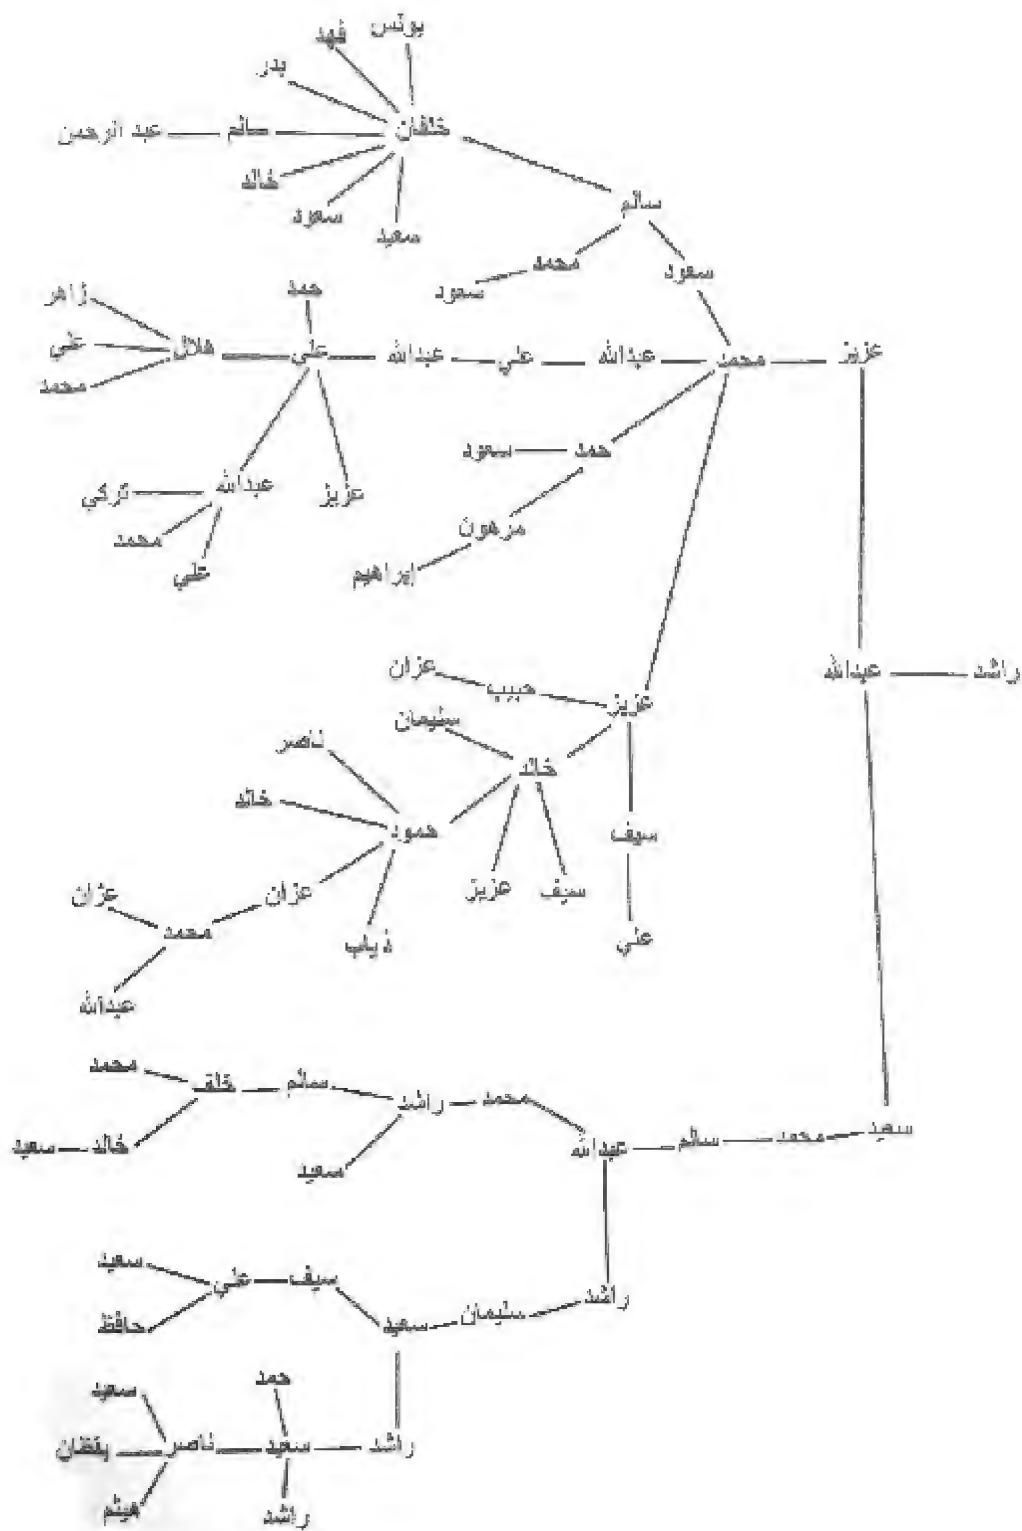 يونس
فهد
بدر
خلفان
سالم
عبد الرحمن
خالد
سعود
سعيد
سالم
محمد
سعود
سعود
حمد
زاهر
علي
محمد
هلال
علي
عبدالله
علي
عبدالله
محمد
عزيز
سعود
حمد
عبدالله
تركي
محمد
علي
عزيز
مرهون
إبراهيم
راشد
عبدالله
عزان
حبيب
عزيز
سليمان
ناصر
خالد
خالد
حمود
سيف
عزان
عزان
عزيز
سيف
محمد
ذياب
علي
عبدالله
محمد
خلف
سالم
راشد
محمد
سعيد
خالد
سعيد
عبدالله
سالم
محمد
سعيد
سعيد
علي
سيف
حافظ
سعيد
سليمان
راشد
حمد
سعيد
يقظان
ناصر
سعيد
راشد
هيثم
راشد